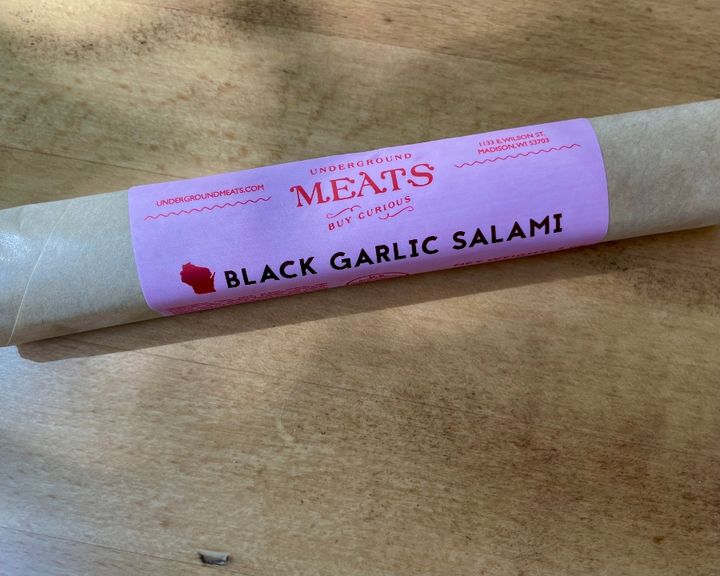 UNDERGROUNDMEATS.COM
UNDERGROUND
MEATS
BUY CURIOUS
1133 E.WILSON ST.
MADISON,WI 53703
BLACK GARLIC SALAMI